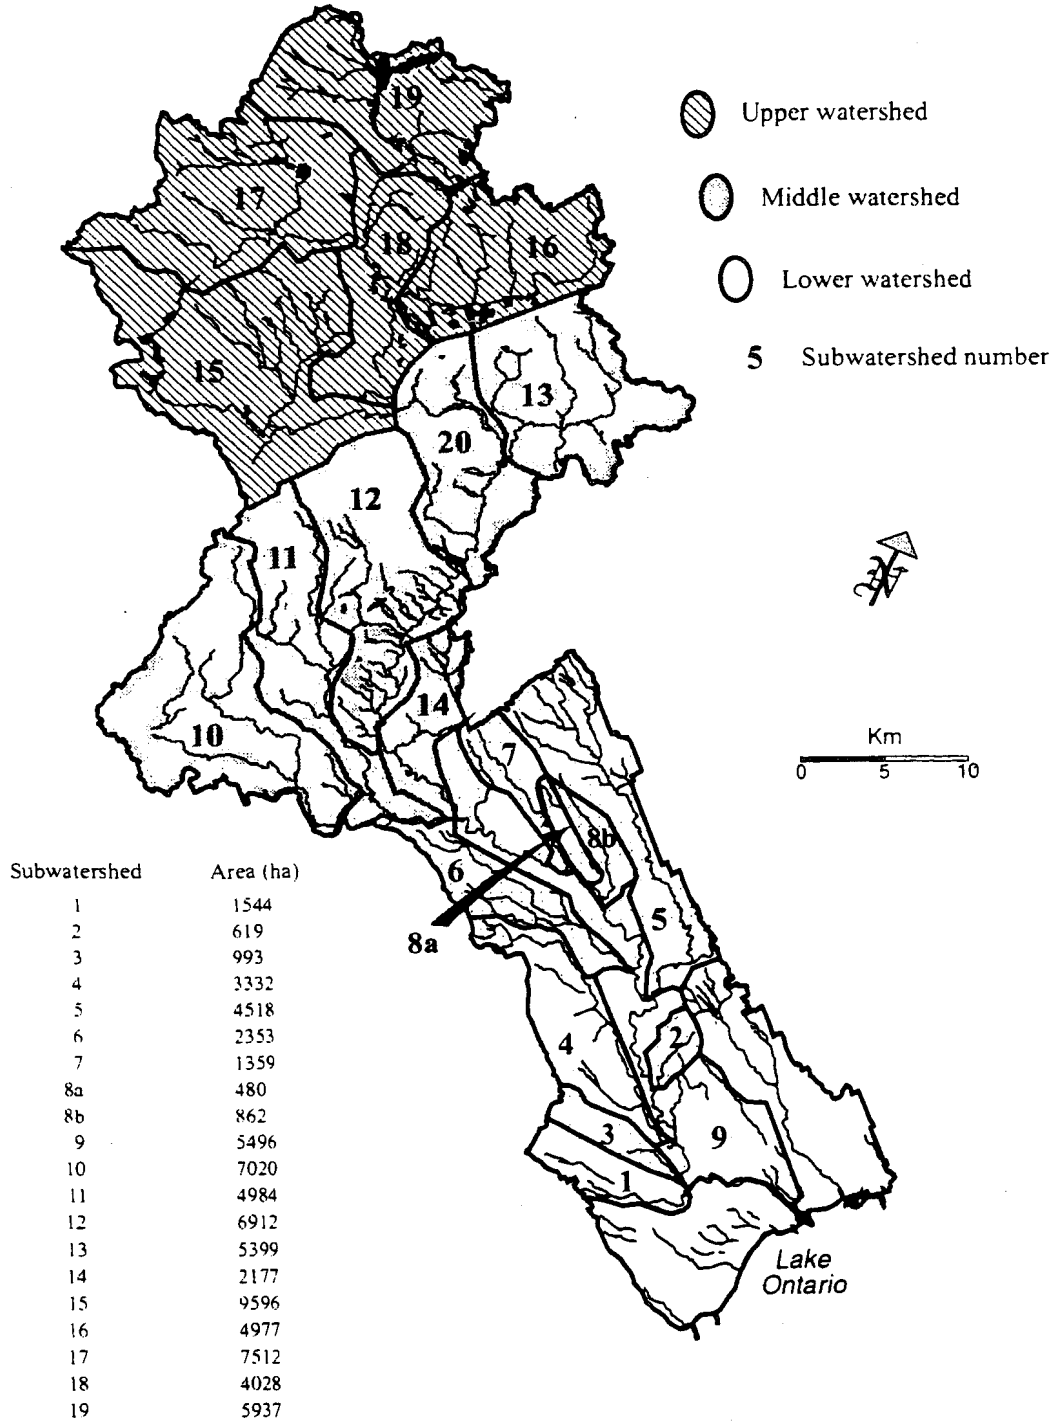 19
Upper watershed
17
Middle watershed
18
16
Lower watershed
15
5 Subwatershed number
13
20
12
11
14
10
7
Km
0 5 10
8b
6
5
8a
4
2
3
9
1
Lake
Ontario
Subwatershed Area (ha)
1 1544
2 619
3 993
4 3332
5 4518
6 2353
7 1359
8a 480
8b 862
9 5496
10 7020
11 4984
12 6912
13 5399
14 2177
15 9596
16 4977
17 7512
18 4028
19 5937